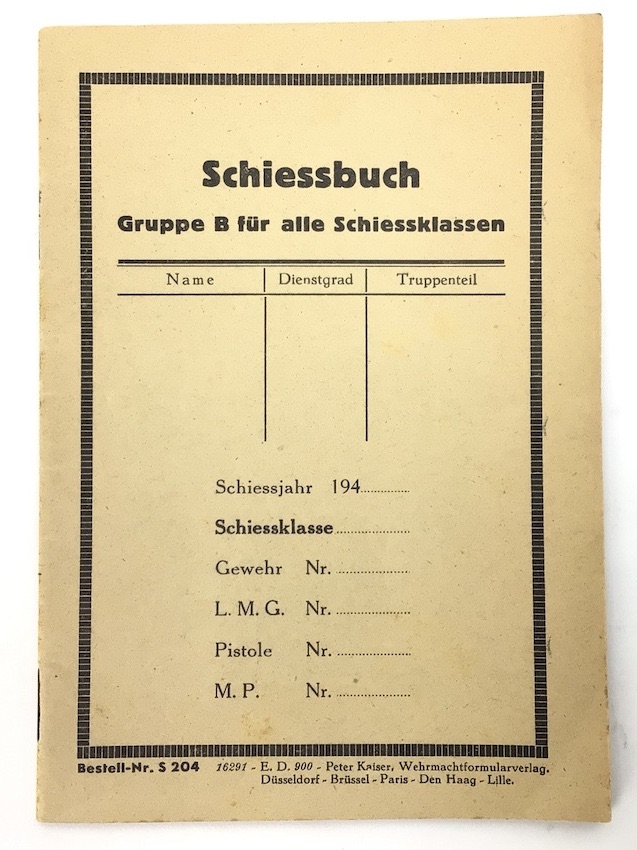 Schiessbuch
Gruppe B für alle Schiessklassen
Name Dienstgrad Truppenteil
Schiessjahr 194..............
Schiessklasse....................
Gewehr Nr. ...................
L. M. G. Nr. ...................
Pistole Nr. ...................
M. P. Nr. ...................
Bestell-Nr. S 204 16291 - E. D. 900 - Peter Kaiser, Wehrmachtformularverlag.
Düsseldorf - Brüssel - Paris - Den Haag - Lille.